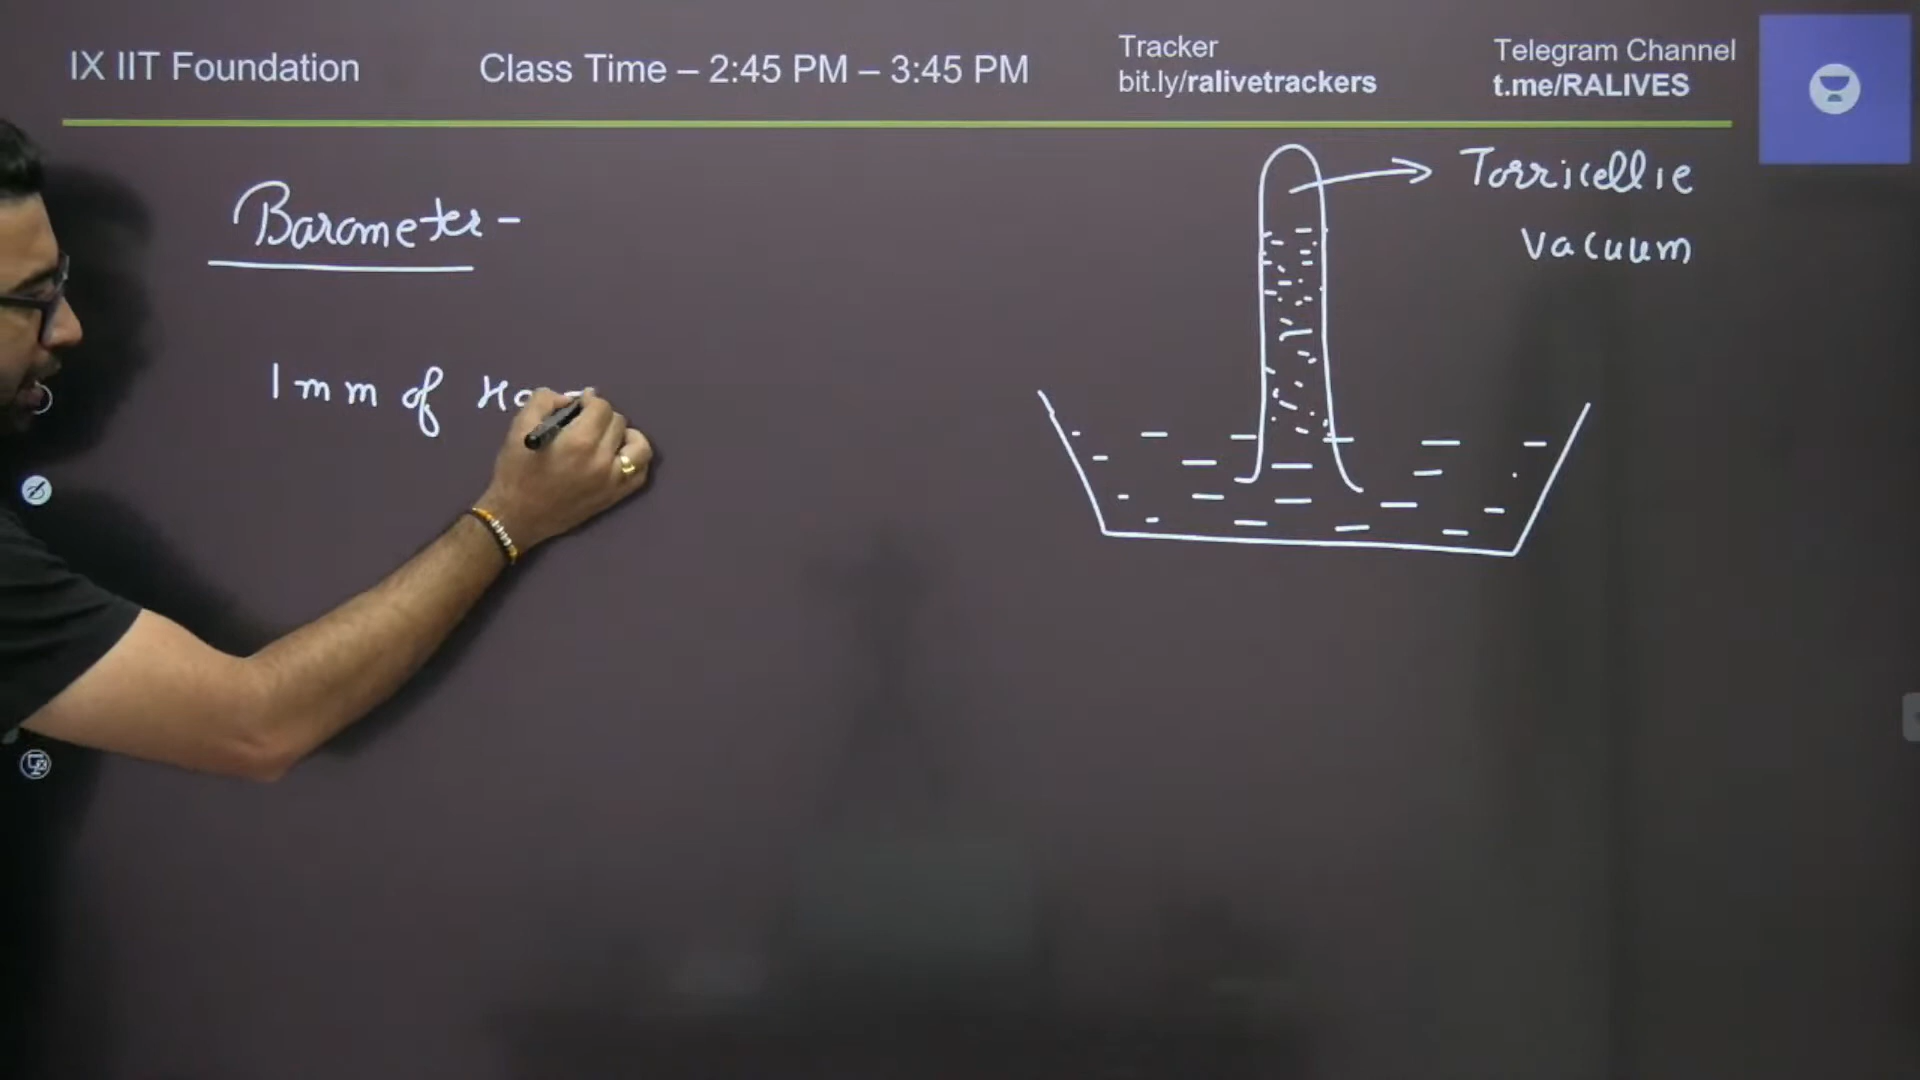 IX IIT Foundation
Class Time – 2:45 PM – 3:45 PM
Tracker
bit.ly/ralivetrackers
Telegram Channel
t.me/RALIVES
Barometer -
Torricellie
Vacuum
1 mm of